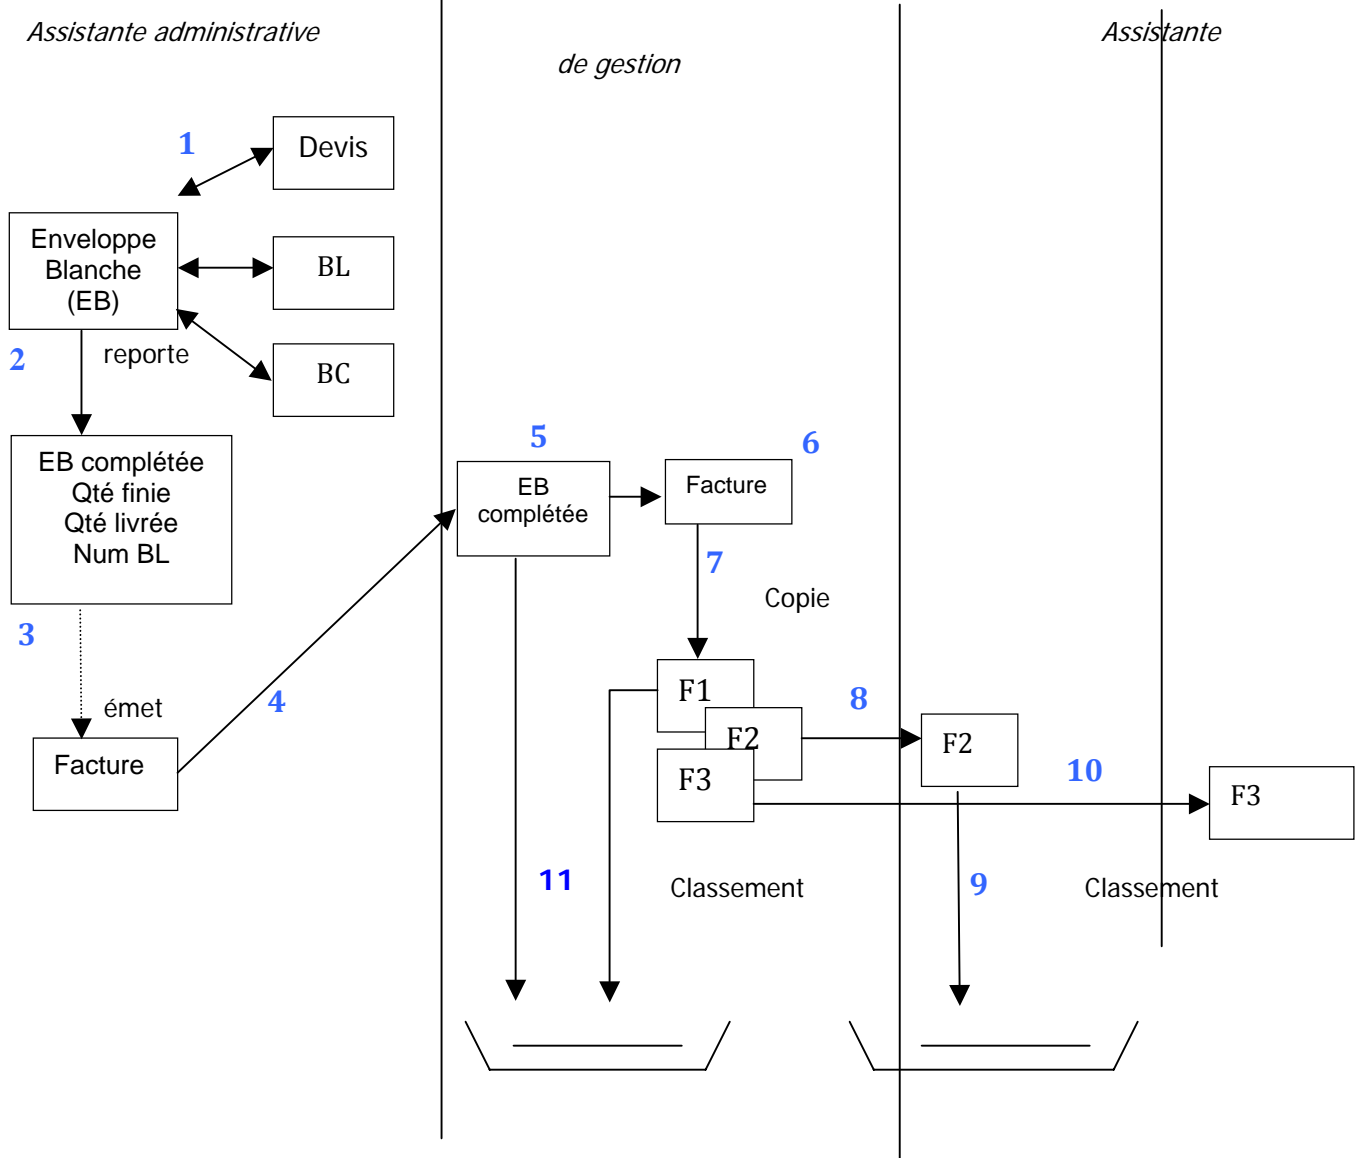 Assistante administrative
Assistante
de gestion
1
Devis
Enveloppe
Blanche
(EB)
BL
2
reporte
BC
EB complétée
Qté finie
Qté livrée
Num BL
5
6
EB
complétée
Facture
7
Copie
3
émet
4
F1
8
F2
F2
Facture
F3
10
F3
11
Classement
9
Classement